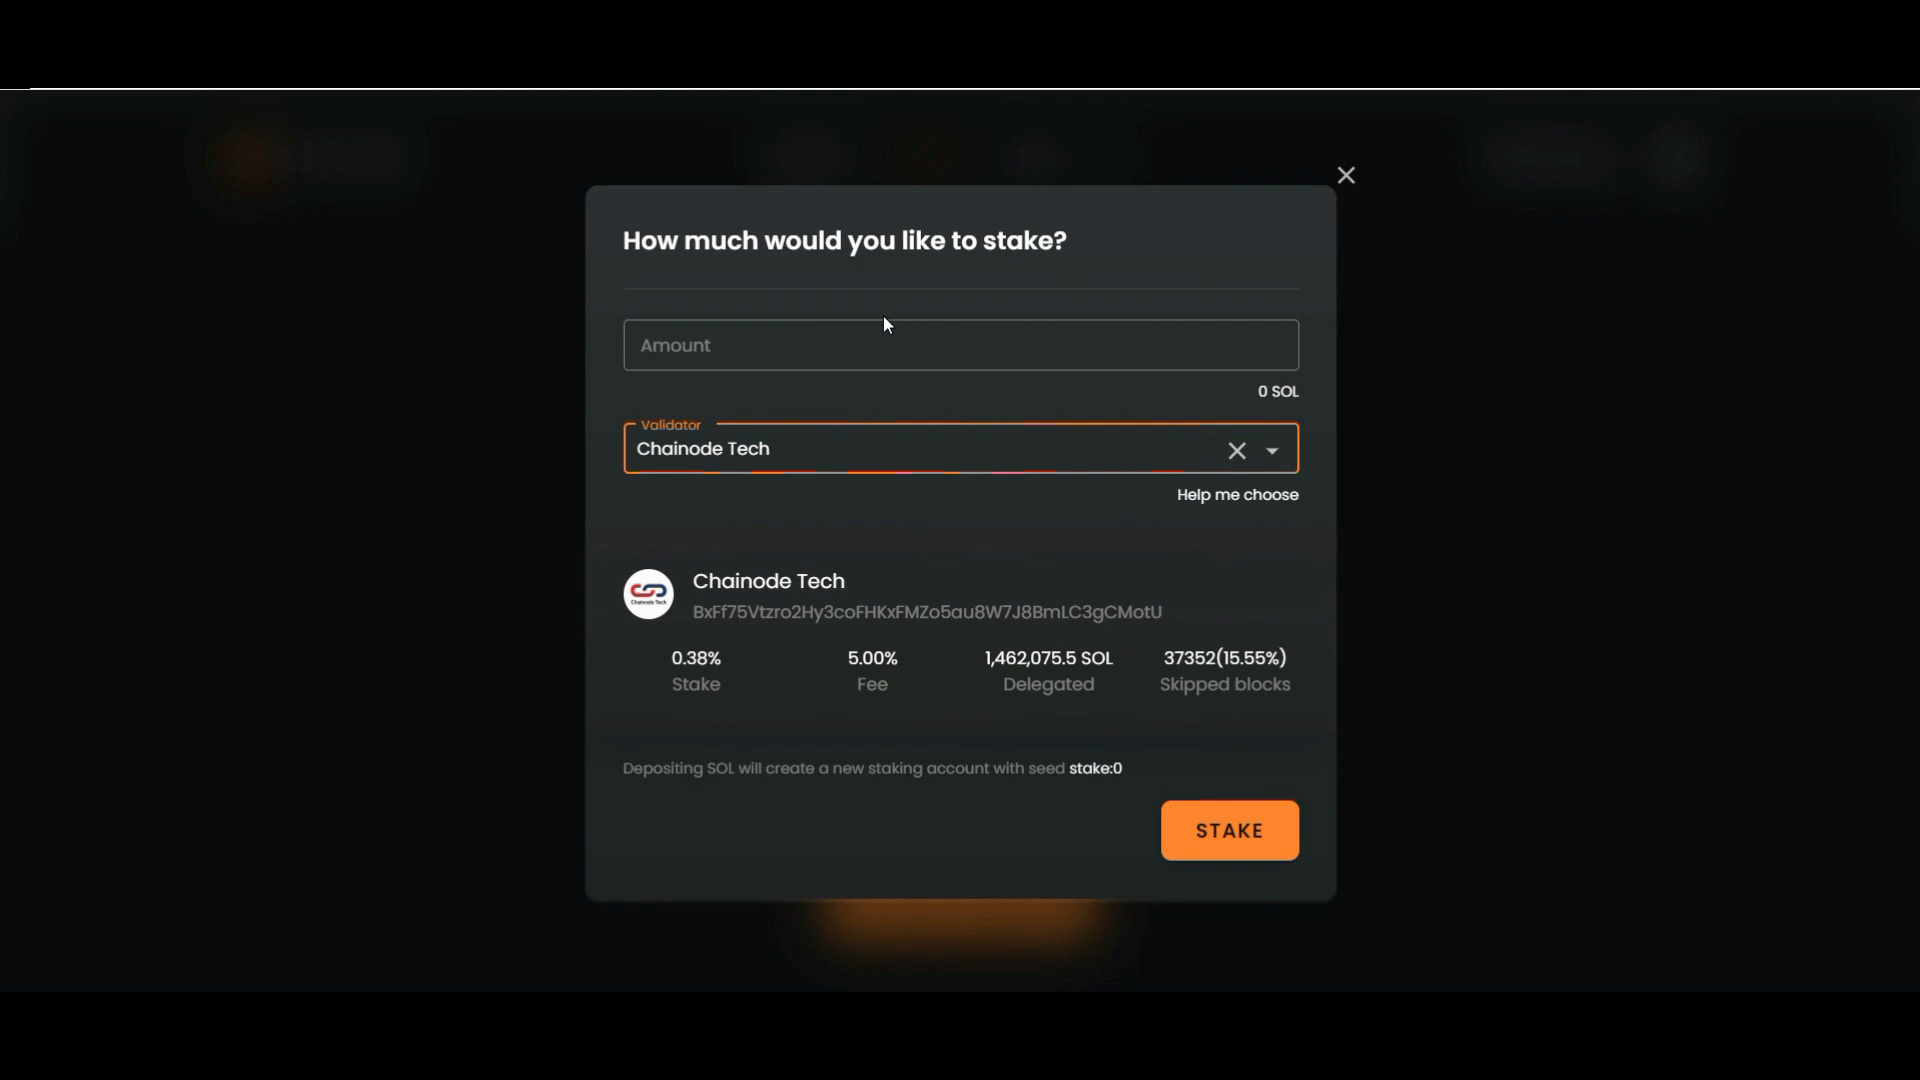 How much would you like to stake?
Amount
0 SOL
Validator
Chainode Tech
Help me choose
Chainode Tech
BxFf75Vtzro2Hy3coFHKxFMZo5au8W7J8BmLC3gCMotU
0.38% 5.00% 1,462,075.5 SOL 37352(15.55%)
Stake Fee Delegated Skipped blocks
Chainode Tech
Depositing SOL will create a new staking account with seed stake:0
STAKE